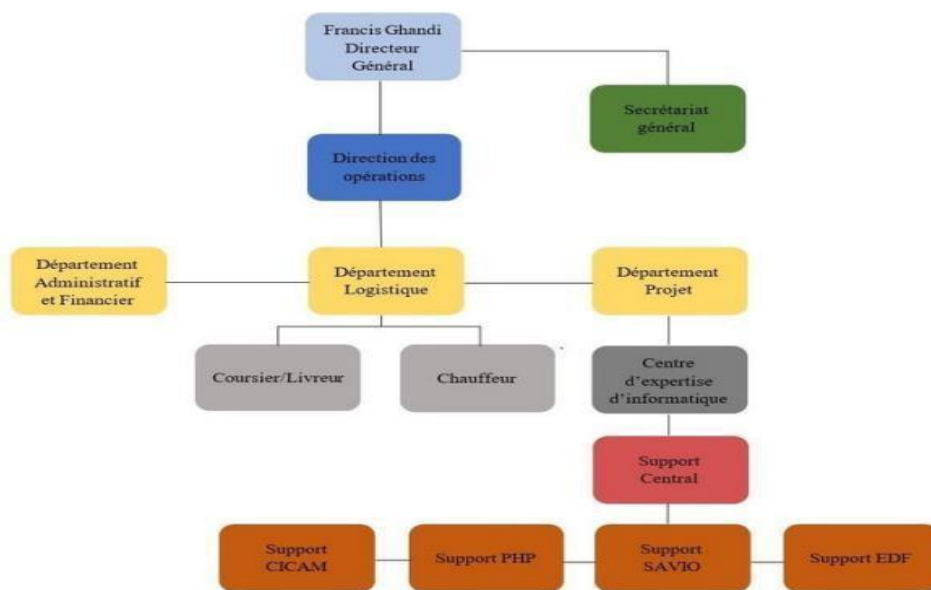 Francis Ghandi
Directeur
Général
Secrétariat
général
Direction des
opérations
Département
Administratif
et Financier
Département
Logistique
Département
Projet
Coursier/Livreur
Chauffeur
Centre
d'expertise
d'informatique
Support
Central
Support
CICAM
Support PHP
Support
SAVIO
Support EDF